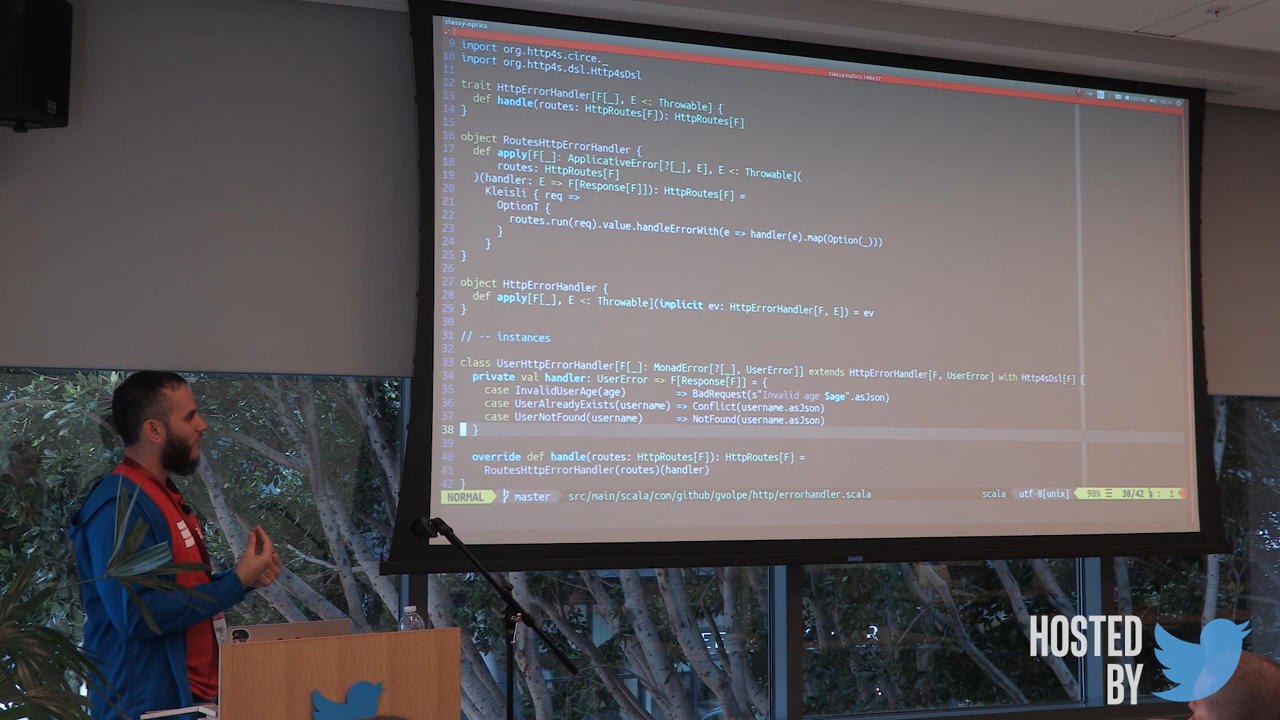 classy-optics
classy-optics 146x37
9 import org.http4s.circe._
10 import org.http4s.dsl.Http4sDsl
11
12 trait HttpErrorHandler[F[_], E <: Throwable] {
13 def handle(routes: HttpRoutes[F]): HttpRoutes[F]
14 }
15
16 object RoutesHttpErrorHandler {
17 def apply[F[_]: ApplicativeError[?[_], E], E <: Throwable](
18 routes: HttpRoutes[F]
19 )(handler: E => F[Response[F]]): HttpRoutes[F] =
20 Kleisli { req =>
21 OptionT {
22 routes.run(req).value.handleErrorWith(e => handler(e).map(Option(_)))
23 }
24 }
25 }
26
27 object HttpErrorHandler {
28 def apply[F[_], E <: Throwable](implicit ev: HttpErrorHandler[F, E]) = ev
29 }
30
31 // -- instances
32
33 class UserHttpErrorHandler[F[_]: MonadError[?[_], UserError]] extends HttpErrorHandler[F, UserError] with Http4sDsl[F] {
34 private val handler: UserError => F[Response[F]] = {
35 case InvalidUserAge(age) => BadRequest(s"Invalid age $age".asJson)
36 case UserAlreadyExists(username) => Conflict(username.asJson)
37 case UserNotFound(username) => NotFound(username.asJson)
38 }
39
40 override def handle(routes: HttpRoutes[F]): HttpRoutes[F] =
41 RoutesHttpErrorHandler(routes)(handler)
42 }
NORMAL master src/main/scala/com/github/gvolpe/http/errorhandler.scala scala utf-8[unix] 90% 38/42 : 1
HOSTED
BY